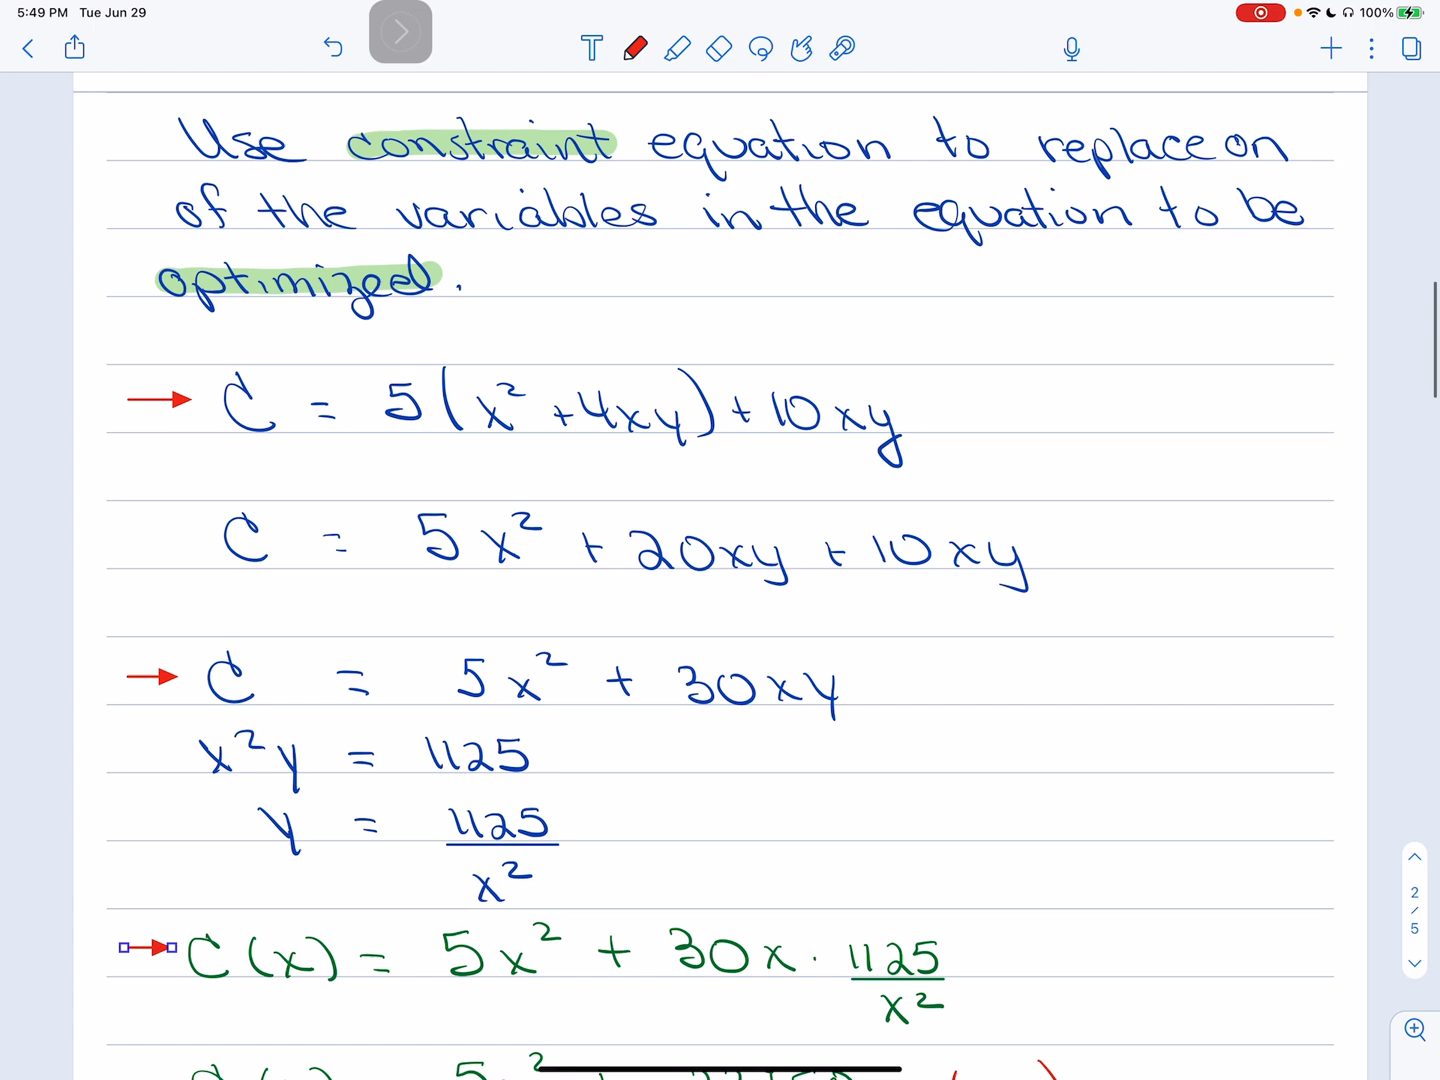 5:49 PM Tue Jun 29
100%
T
Use constraint equation to replace on
of the variables in the equation to be
optimized.
C = 5(x² + 4xy) + 10xy
C = 5x² + 20xy + 10xy
C = 5x² + 30xy
x²y = 1125
y = 1125/x²
C(x) = 5x² + 30x · 1125/x²
2
/
5